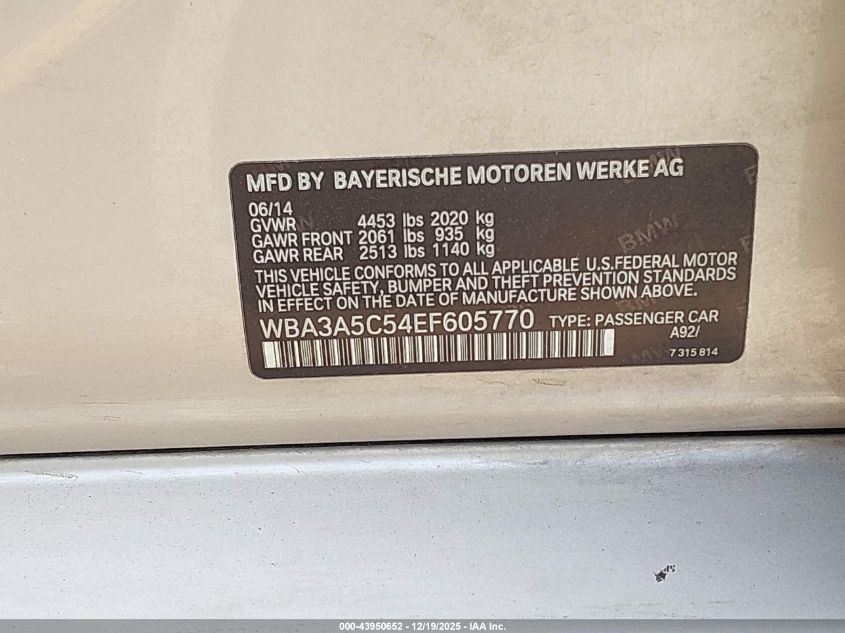 MFD BY BAYERISCHE MOTOREN WERKE AG
06/14
GVWR 4453 lbs 2020 kg
GAWR FRONT 2061 lbs 935 kg
GAWR REAR 2513 lbs 1140 kg
THIS VEHICLE CONFORMS TO ALL APPLICABLE U.S.FEDERAL MOTOR
VEHICLE SAFETY, BUMPER AND THEFT PREVENTION STANDARDS
IN EFFECT ON THE DATE OF MANUFACTURE SHOWN ABOVE.
WBA3A5C54EF605770 TYPE: PASSENGER CAR
A92/
7 315 814
BMW
000-43950652 - 12/19/2025 - IAA Inc.